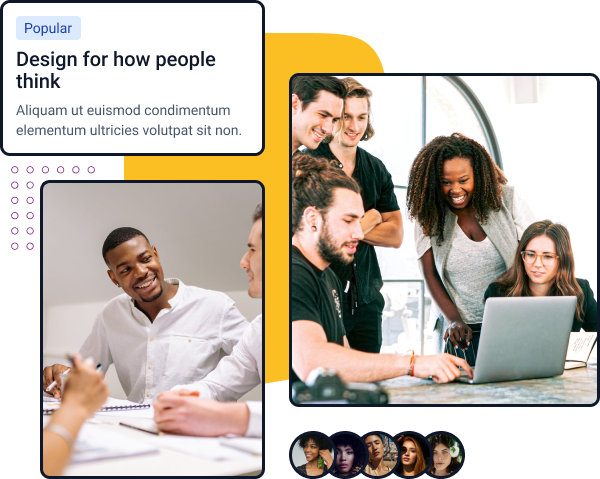 Popular
Design for how people
think
Aliquam ut euismod condimentum
elementum ultricies volutpat sit non.